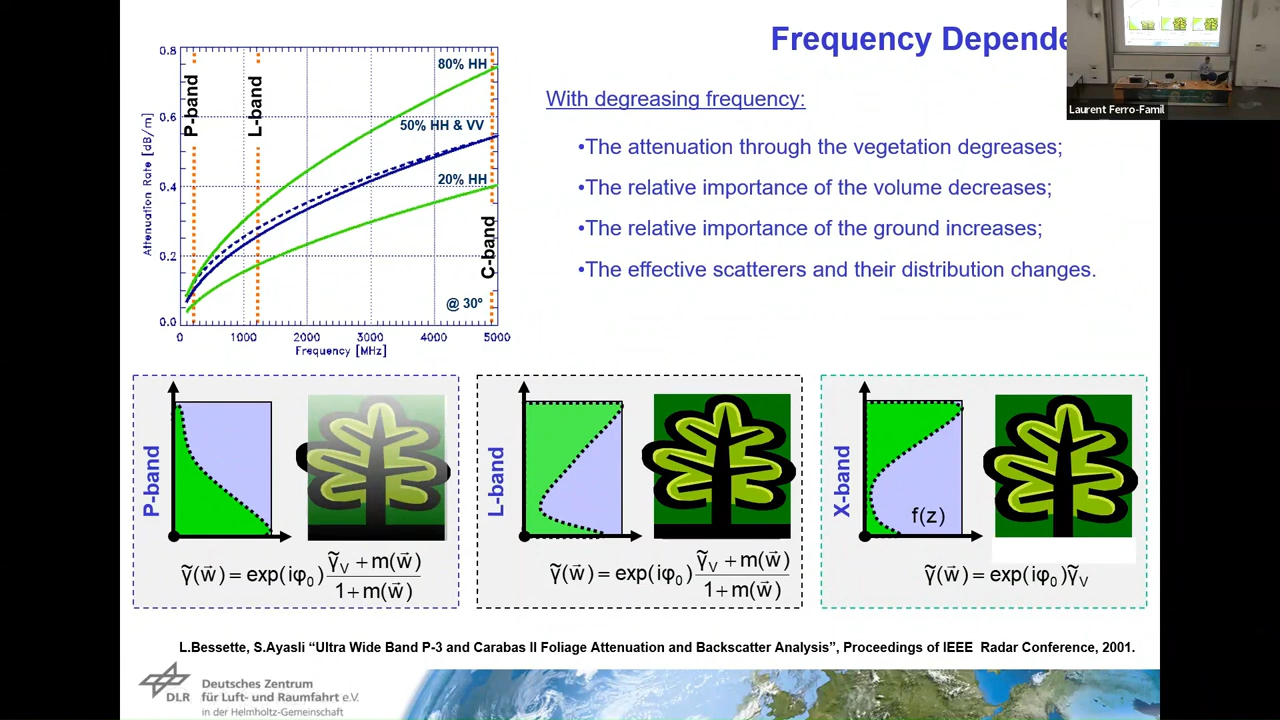 Frequency Depende
Laurent Ferro-Famil
0.8
0.6
0.4
0.2
0.0
Attenuation Rate [dB/m]
P-band
L-band
C-band
80% HH
50% HH & VV
20% HH
@ 30°
0 1000 2000 3000 4000 5000
Frequency [MHz]
With degreasing frequency:
•The attenuation through the vegetation degreases;
•The relative importance of the volume decreases;
•The relative importance of the ground increases;
•The effective scatterers and their distribution changes.
P-band
γ̃(w⃗) = exp(iφ₀) (γ̃V + m(w⃗)) / (1 + m(w⃗))
L-band
γ̃(w⃗) = exp(iφ₀) (γ̃V + m(w⃗)) / (1 + m(w⃗))
X-band
f(z)
γ̃(w⃗) = exp(iφ₀)γ̃V
L.Bessette, S.Ayasli “Ultra Wide Band P-3 and Carabas II Foliage Attenuation and Backscatter Analysis”, Proceedings of IEEE Radar Conference, 2001.
DLR
Deutsches Zentrum
für Luft- und Raumfahrt e.V.
in der Helmholtz-Gemeinschaft